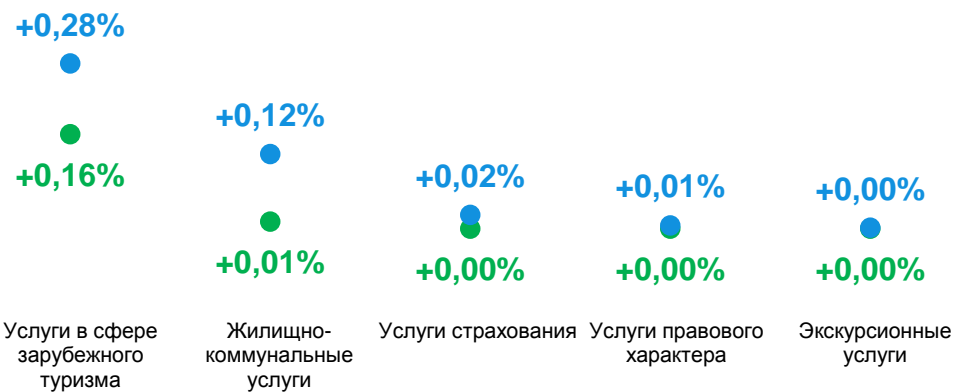 +0,28%
+0,16%
+0,12%
+0,01%
+0,02%
+0,00%
+0,01%
+0,00%
+0,00%
+0,00%
Услуги в сфере
зарубежного
туризма
Жилищно-
коммунальные
услуги
Услуги страхования
Услуги правового
характера
Экскурсионные
услуги